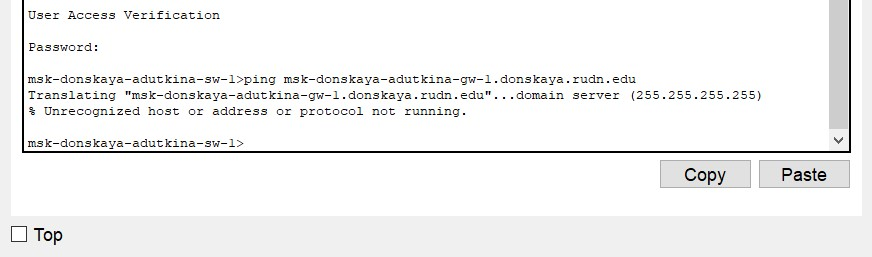 User Access Verification
Password:
msk-donskaya-adutkina-sw-1>ping msk-donskaya-adutkina-gw-1.donskaya.rudn.edu
Translating "msk-donskaya-adutkina-gw-1.donskaya.rudn.edu"...domain server (255.255.255.255)
% Unrecognized host or address or protocol not running.
msk-donskaya-adutkina-sw-1>
Copy Paste
Top